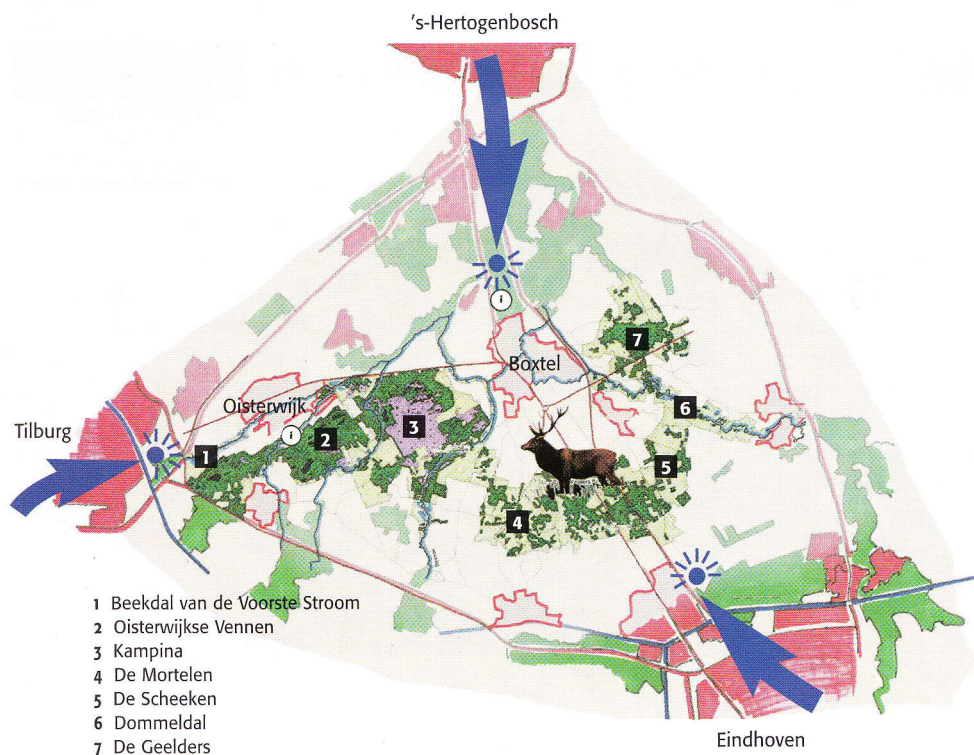 's-Hertogenbosch
i
Boxtel
7
Oisterwijk
6
Tilburg
i
2
3
1
5
4
1 Beekdal van de Voorste Stroom
2 Oisterwijkse Vennen
3 Kampina
4 De Mortelen
5 De Scheeken
6 Dommeldal
7 De Geelders
Eindhoven